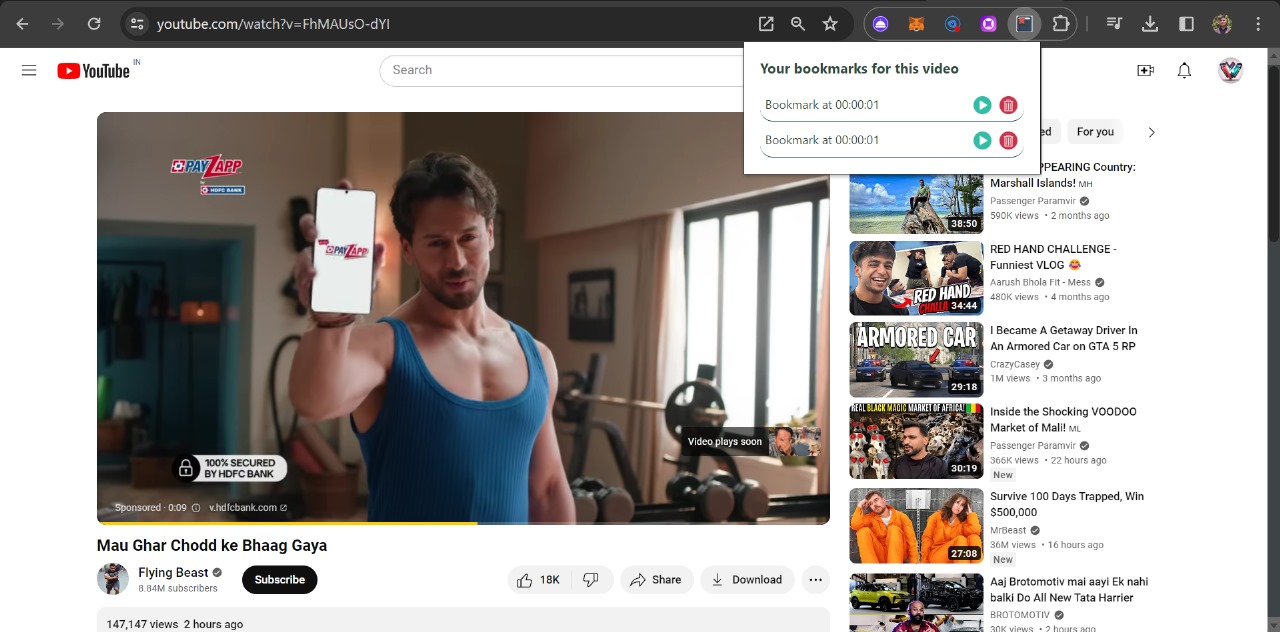 youtube.com/watch?v=FhMAUsO-dYI
YouTube IN
Search
Your bookmarks for this video
Bookmark at 00:00:01
Bookmark at 00:00:01
For you
PAYZAPP
by HDFC BANK
PAYZAPP
100% SECURED
BY HDFC BANK
Video plays soon
Sponsored · 0:09
v.hdfcbank.com
Mau Ghar Chodd ke Bhaag Gaya
Flying Beast
8.84M subscribers
Subscribe
18K
Share
Download
147,147 views 2 hours ago
38:50
PPEARING Country:
Marshall Islands! MH
Passenger Paramvir
590K views • 2 months ago
RED HAND
CHALLA
34:44
RED HAND CHALLENGE -
Funniest VLOG 😂
Aarush Bhola Fit - Mess
480K views • 4 months ago
ARMORED CAR
29:18
I Became A Getaway Driver In
An Armored Car on GTA 5 RP
CrazyCasey
1M views • 3 months ago
REAL BLACK MAGIC MARKET OF AFRICA!
30:19
Inside the Shocking VOODOO
Market of Mali! ML
Passenger Paramvir
366K views • 22 hours ago
New
27:08
Survive 100 Days Trapped, Win
$500,000
MrBeast
36M views • 16 hours ago
New
Aaj Brotomotiv mai aayi Ek nahi
balki Do All New Tata Harrier
BROTOMOTIV
30K views • 2 hours ago